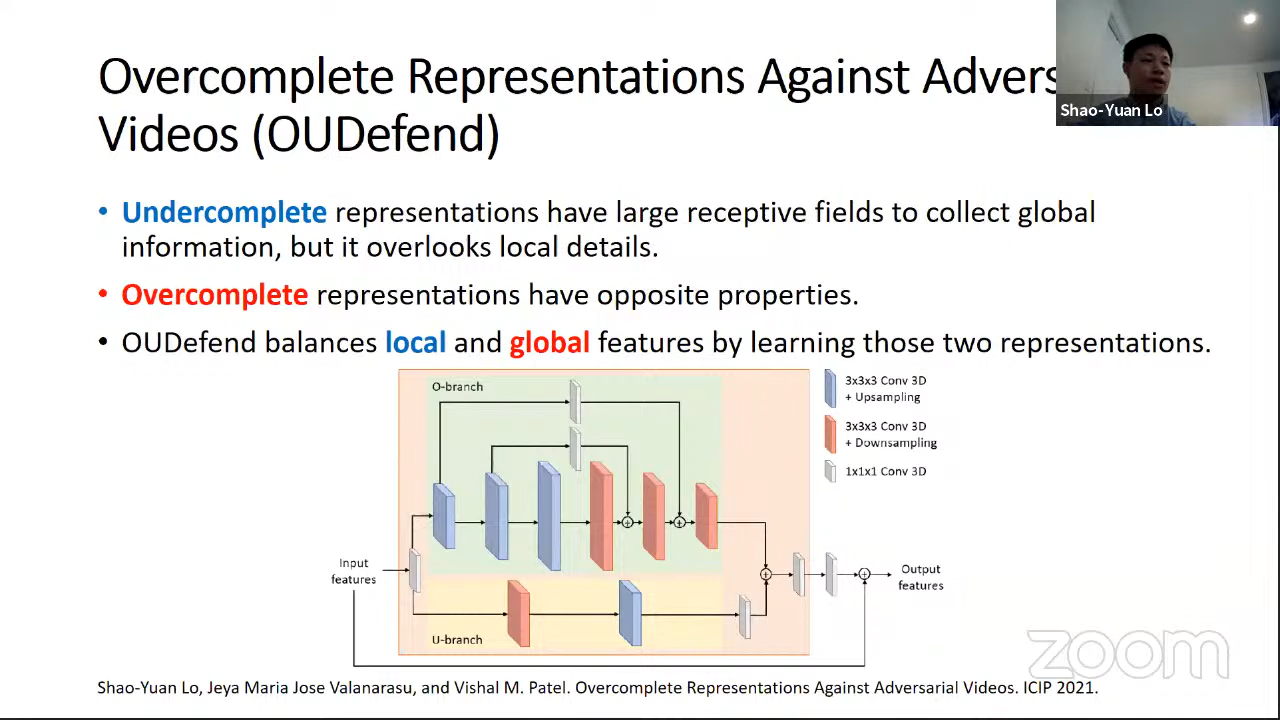 Overcomplete Representations Against Advers
Videos (OUDefend)
Shao-Yuan Lo
• Undercomplete representations have large receptive fields to collect global
information, but it overlooks local details.
• Overcomplete representations have opposite properties.
• OUDefend balances local and global features by learning those two representations.
O-branch
3x3x3 Conv 3D
+ Upsampling
3x3x3 Conv 3D
+ Downsampling
1x1x1 Conv 3D
Input
features
Output
features
U-branch
zoom
Shao-Yuan Lo, Jeya Maria Jose Valanarasu, and Vishal M. Patel. Overcomplete Representations Against Adversarial Videos. ICIP 2021.